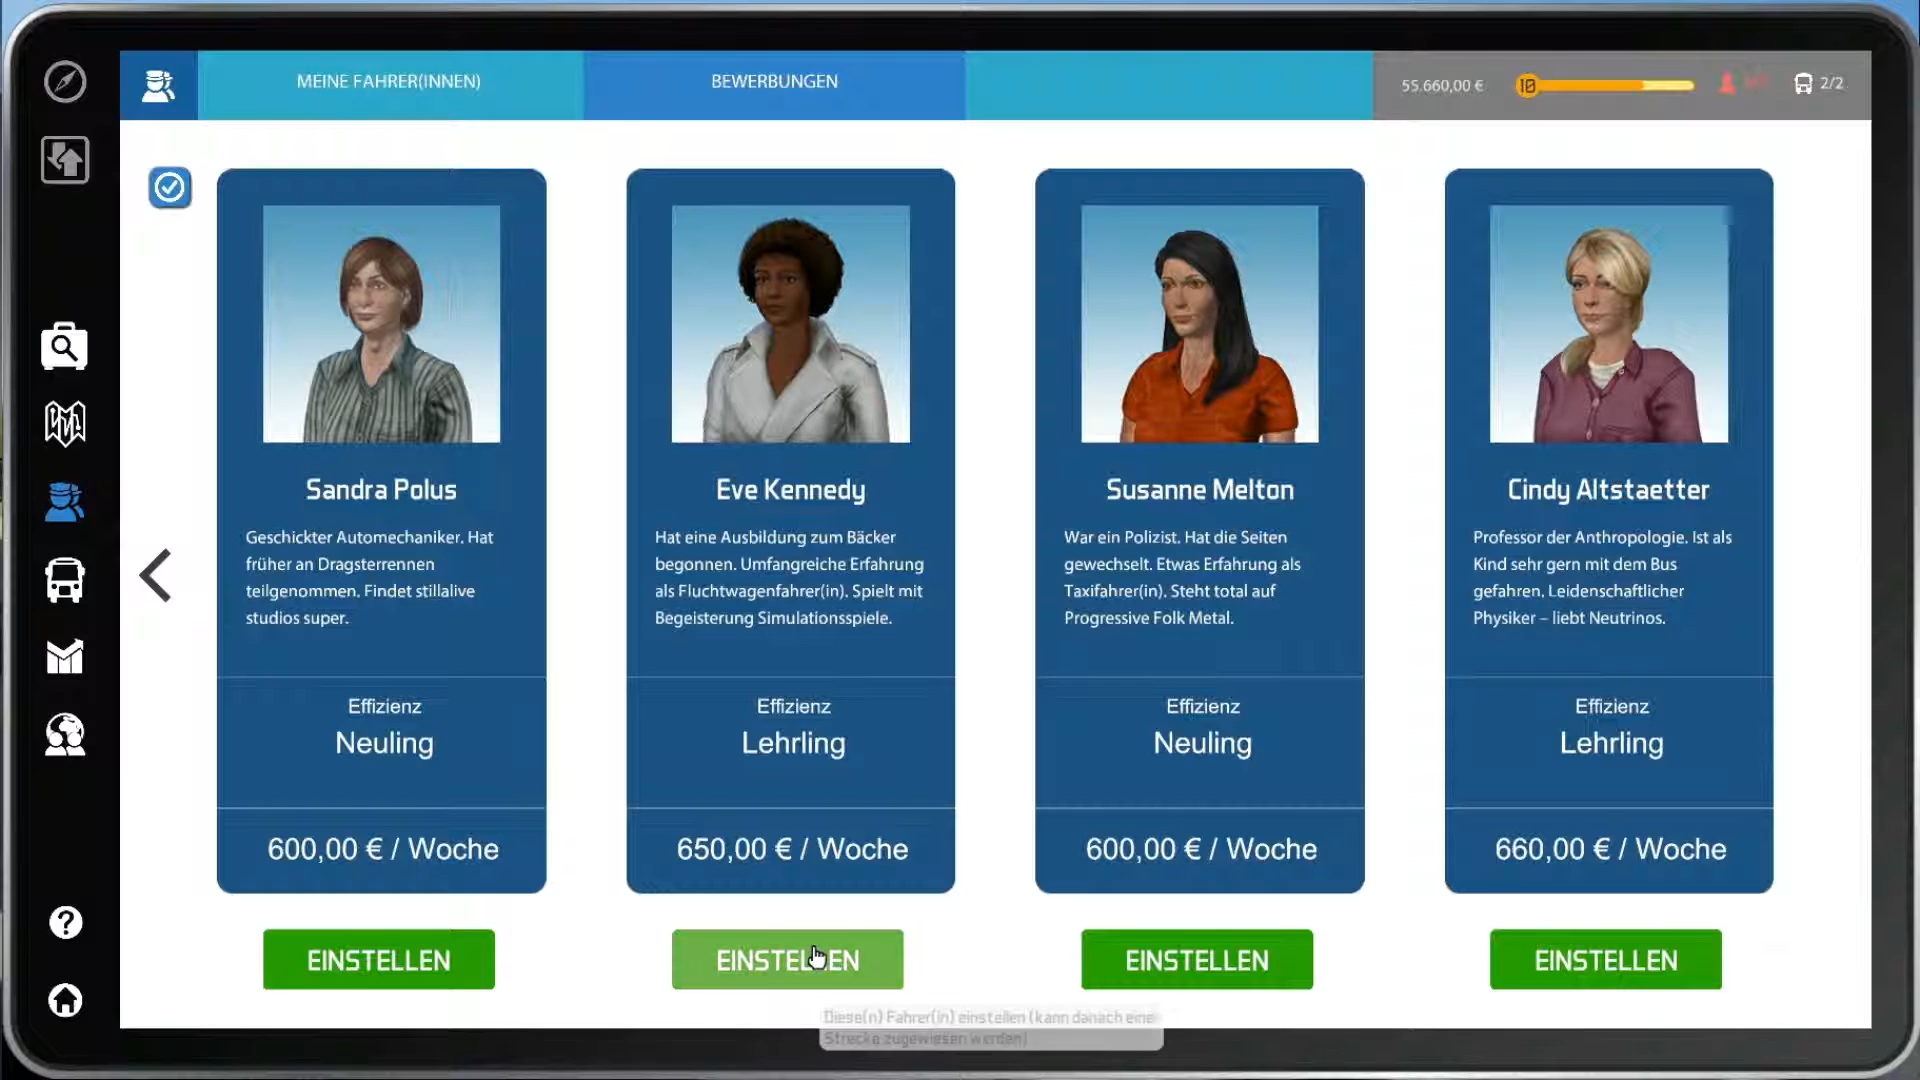 MEINE FAHRER(INNEN)
BEWERBUNGEN
55.660,00 €
10
2/2
Sandra Polus
Geschickter Automechaniker. Hat
früher an Dragsterrennen
teilgenommen. Findet stillalive
studios super.
Effizienz
Neuling
600,00 € / Woche
EINSTELLEN
Eve Kennedy
Hat eine Ausbildung zum Bäcker
begonnen. Umfangreiche Erfahrung
als Fluchtwagenfahrer(in). Spielt mit
Begeisterung Simulationsspiele.
Effizienz
Lehrling
650,00 € / Woche
EINSTELLEN
Susanne Melton
War ein Polizist. Hat die Seiten
gewechselt. Etwas Erfahrung als
Taxifahrer(in). Steht total auf
Progressive Folk Metal.
Effizienz
Neuling
600,00 € / Woche
EINSTELLEN
Cindy Altstaetter
Professor der Anthropologie. Ist als
Kind sehr gern mit dem Bus
gefahren. Leidenschaftlicher
Physiker – liebt Neutrinos.
Effizienz
Lehrling
660,00 € / Woche
EINSTELLEN
Diese(n) Fahrer(in) einstellen (kann danach einer
Strecke zugewiesen werden)